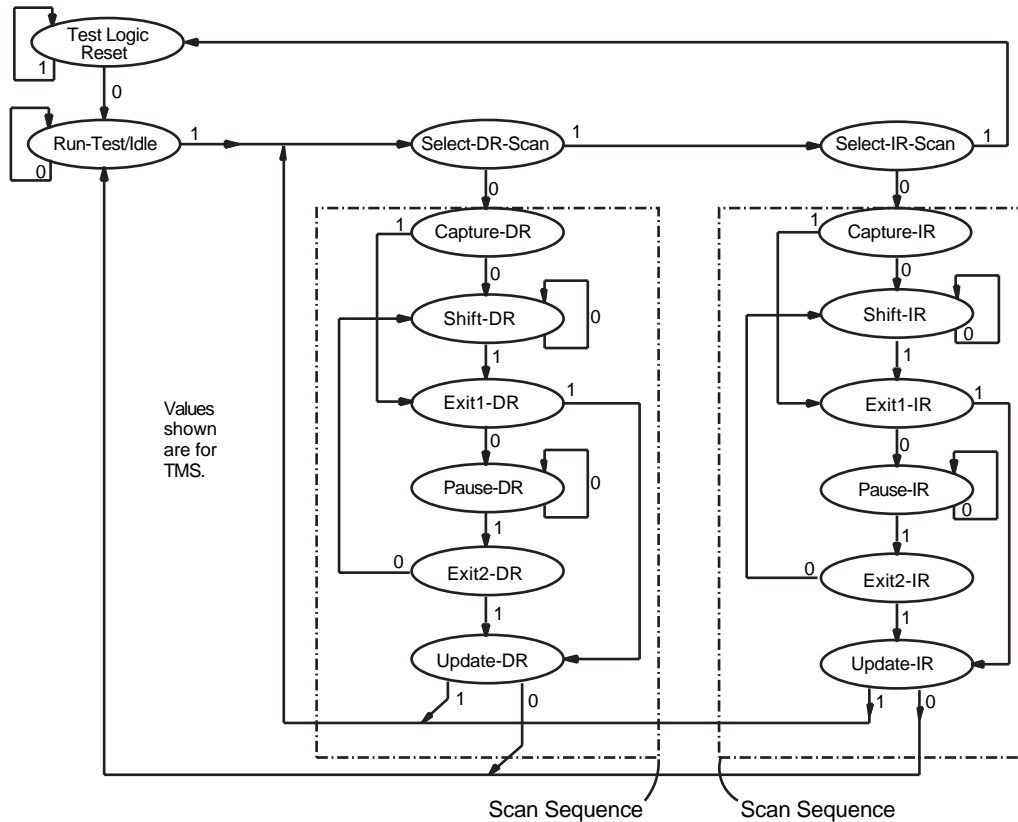 Test Logic
Reset
1
0
Run-Test/Idle
1
0
Select-DR-Scan
1
Select-IR-Scan
1
0
0
1
Capture-DR
0
1
Capture-IR
0
Shift-DR
0
1
Shift-IR
0
1
Exit1-DR
1
0
Exit1-IR
1
0
Values
shown
are for
TMS.
Pause-DR
0
1
Pause-IR
0
1
0
Exit2-DR
1
0
Exit2-IR
1
Update-DR
1
0
Update-IR
1
0
Scan Sequence
Scan Sequence